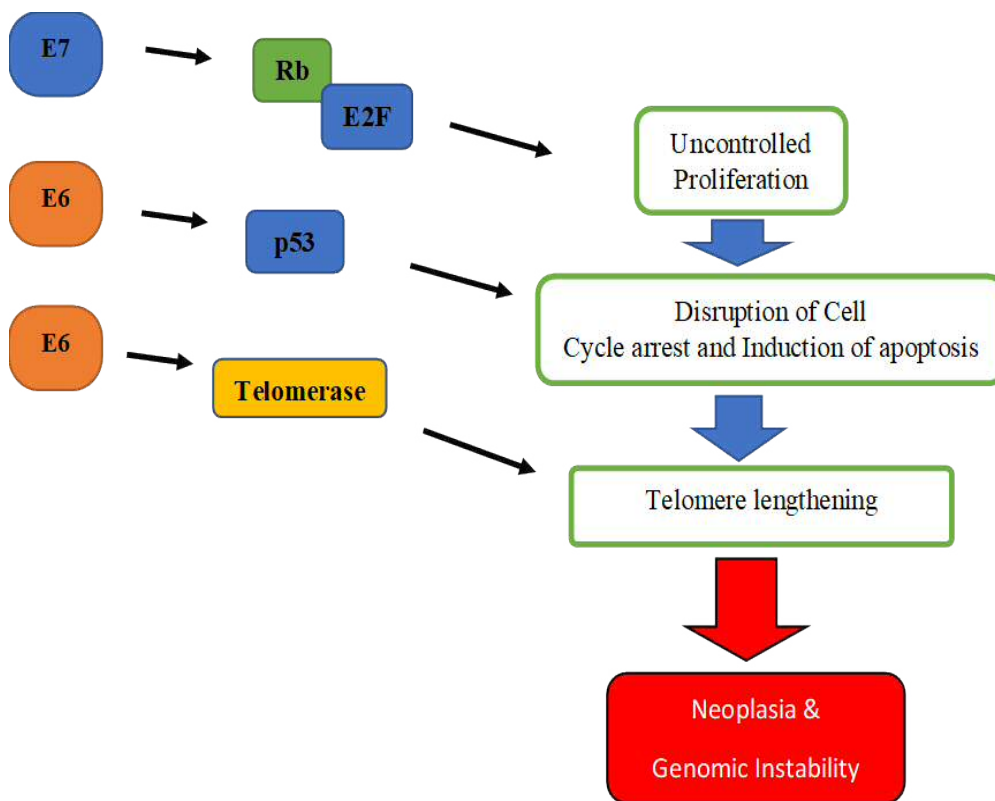 E7
Rb
E2F
Uncontrolled
Proliferation
E6
p53
Disruption of Cell
Cycle arrest and Induction of apoptosis
E6
Telomerase
Telomere lengthening
Neoplasia &
Genomic Instability